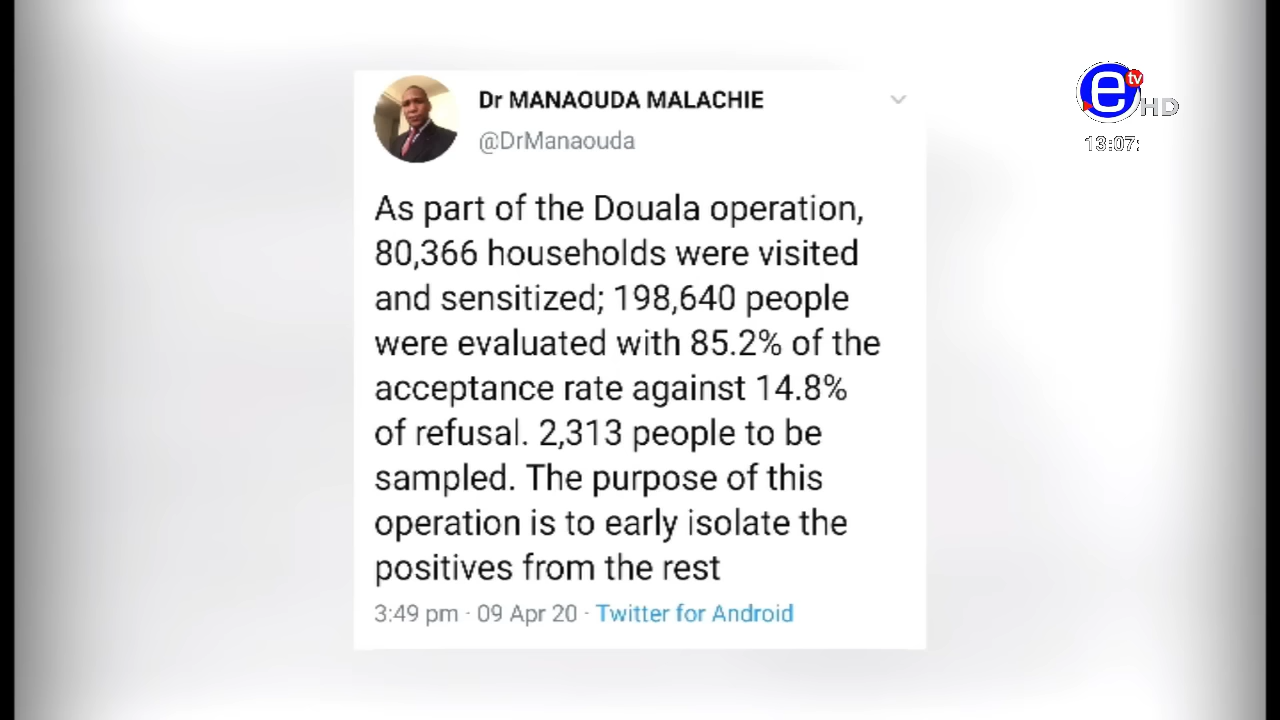 Dr MANAOUDA MALACHIE
@DrManaouda
As part of the Douala operation,
80,366 households were visited
and sensitized; 198,640 people
were evaluated with 85.2% of the
acceptance rate against 14.8%
of refusal. 2,313 people to be
sampled. The purpose of this
operation is to early isolate the
positives from the rest
3:49 pm · 09 Apr 20 · Twitter for Android
e tv HD
13:07: